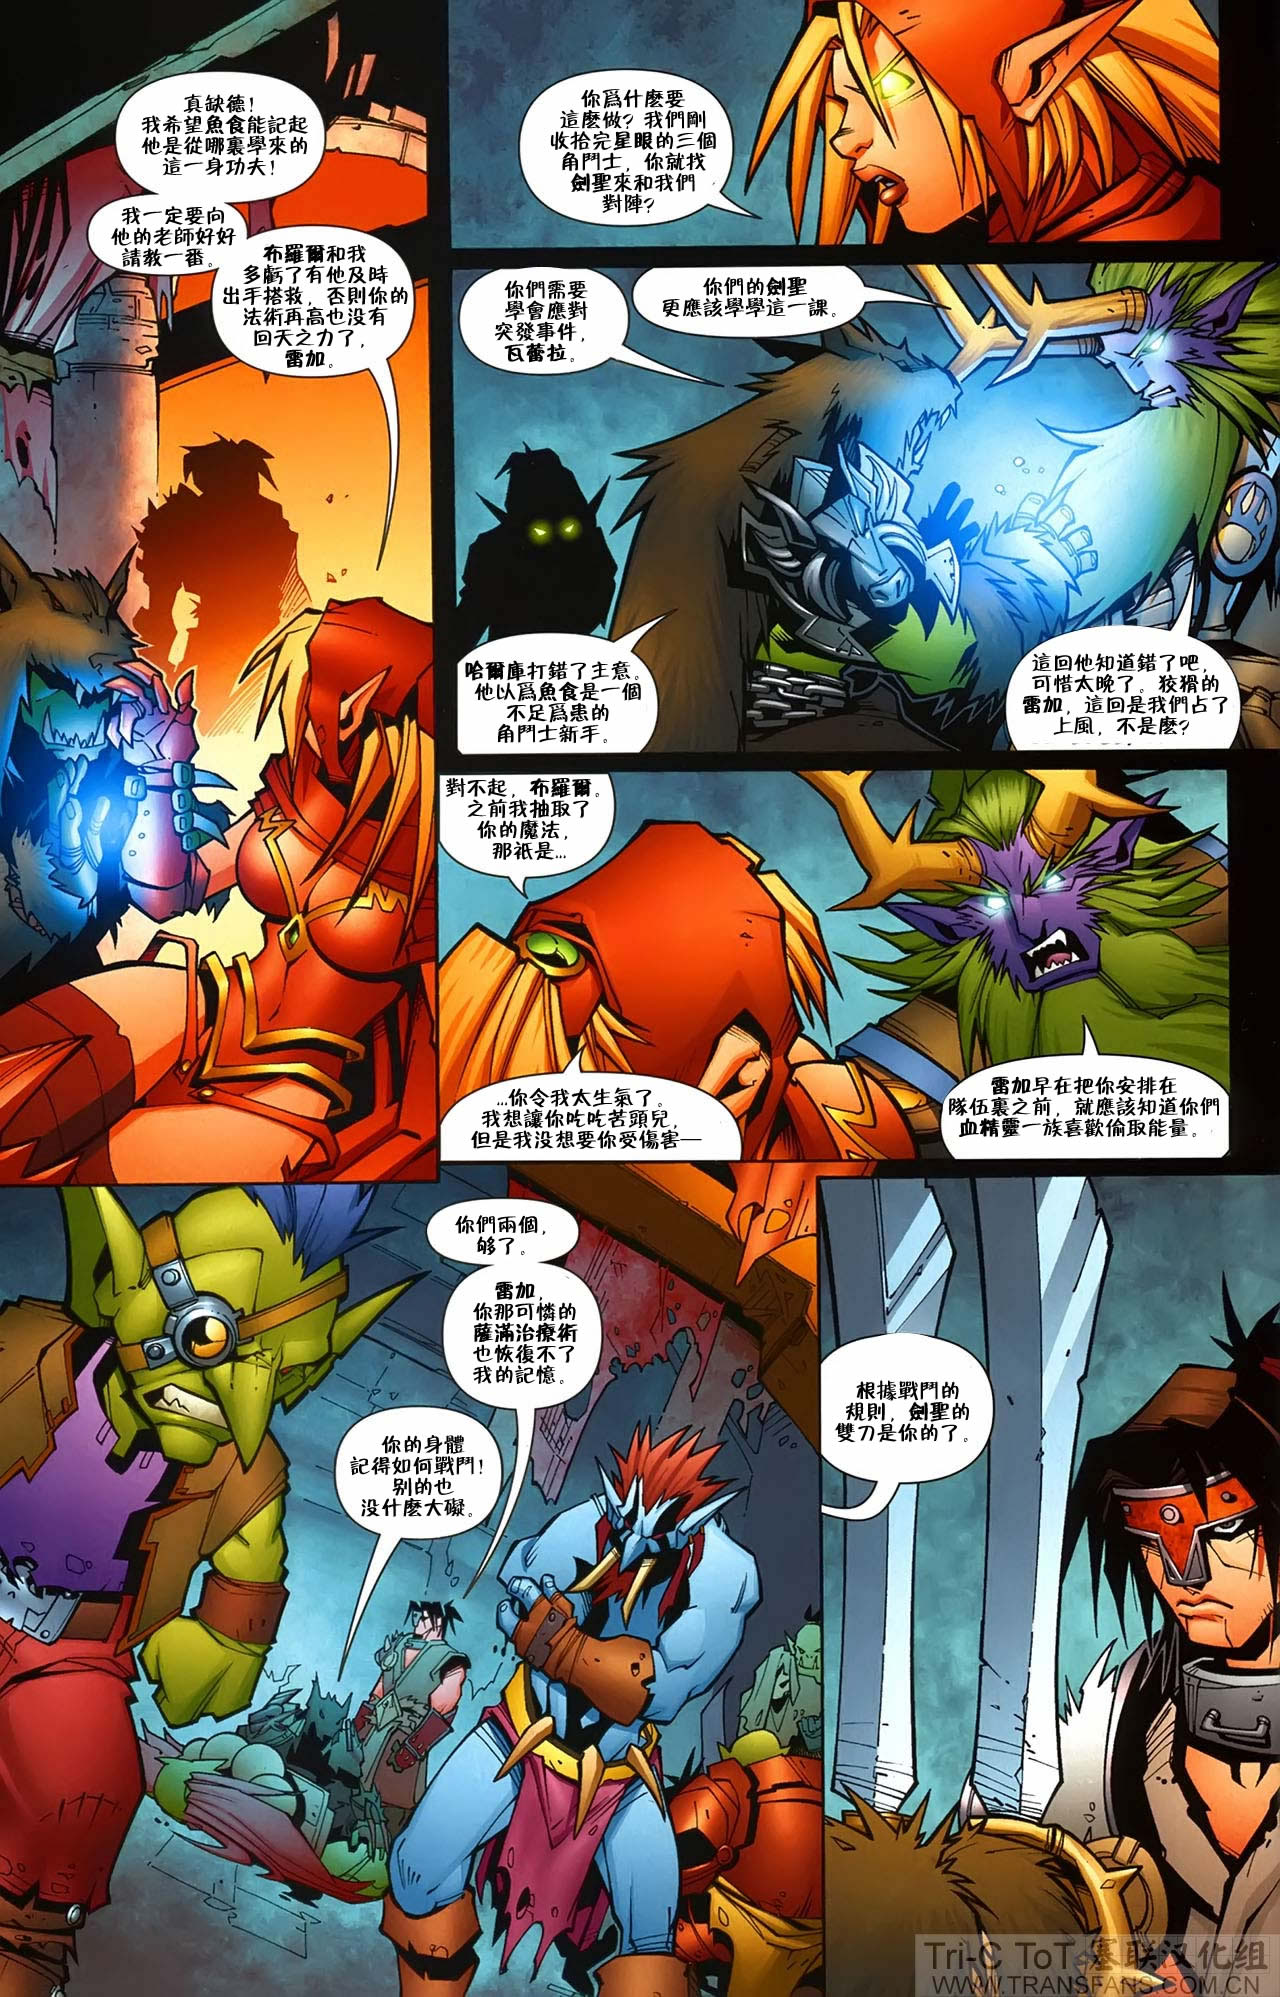 真缺德！
我希望魚食能記起
他是從哪裏學來的
這一身功夫！
我一定要向
他的老師好好
請教一番。
布羅爾和我
多虧了有他及時
出手搭救，否則你的
法術再高也没有
回天之力了，
雷加。
你爲什麽要
這麽做？我們剛
收拾完星眼的三個
角鬥士，你就找
劍聖來和我們
對陣？
你們需要
學會應對
突發事件，
瓦蕾拉。
你們的劍聖
更應該學學這一課。
哈爾庫打錯了主意。
他以爲魚食是一個
不足爲患的
角鬥士新手。
這回他知道錯了吧，
可惜太晚了。狡猾的
雷加，這回是我們占了
上風，不是麽？
對不起，布羅爾。
之前我抽取了
你的魔法，
那祇是…
…你令我太生氣了。
我想讓你吃吃苦頭兒，
但是我没想要你受傷害—
雷加早在把你安排在
隊伍裏之前，就應該知道你們
血精靈一族喜歡偷取能量。
你們兩個，
够了。
雷加，
你那可憐的
薩滿治療術
也恢復不了
我的記憶。
你的身體
記得如何戰鬥！
别的也
没什麽大礙。
根據戰鬥的
規則，劍聖的
雙刀是你的了。
Tri-C ToT 塞联汉化组
WWW.TRANSFANS.COM.CN